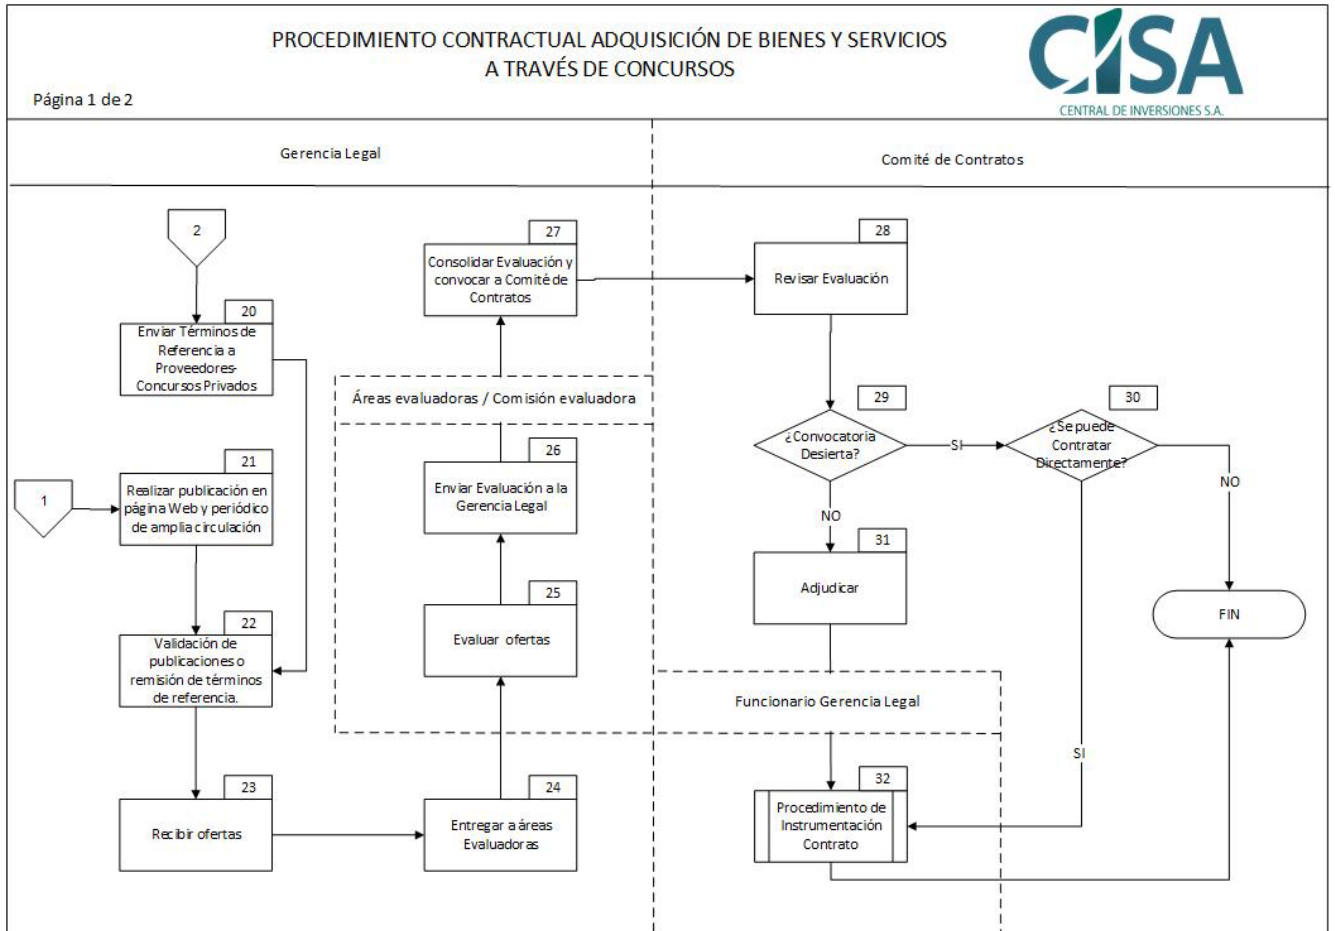 PROCEDIMIENTO CONTRACTUAL ADQUISICIÓN DE BIENES Y SERVICIOS
A TRAVÉS DE CONCURSOS
Página 1 de 2
CISA
CENTRAL DE INVERSIONES S.A.
Gerencia Legal
Comité de Contratos
2
20
Enviar Términos de
Referencia a
Proveedores-
Concursos Privados
1
21
Realizar publicación en
página Web y periódico
de amplia circulación
22
Validación de
publicaciones o
remisión de términos
de referencia.
23
Recibir ofertas
24
Entregar a áreas
Evaluadoras
25
Evaluar ofertas
26
Enviar Evaluación a la
Gerencia Legal
Áreas evaluadoras / Comisión evaluadora
27
Consolidar Evaluación y
convocar a Comité de
Contratos
28
Revisar Evaluación
29
¿Convocatoria
Desierta?
SI
30
¿Se puede
Contratar
Directamente?
NO
NO
31
Adjudicar
FIN
Funcionario Gerencia Legal
SI
32
Procedimiento de
Instrumentación
Contrato